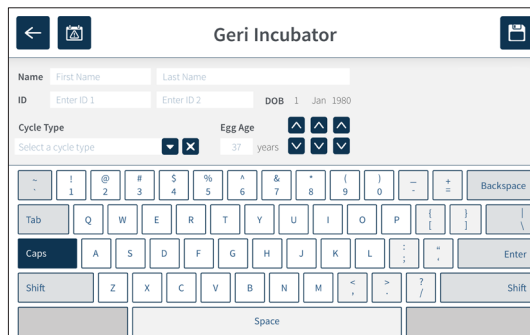 Geri Incubator
Name First Name Last Name
ID Enter ID 1 Enter ID 2 DOB 1 Jan 1980
Cycle Type Egg Age
Select a cycle type 37 years
~ ! @ # $ % ^ & * ( ) _ + Backspace
` 1 2 3 4 5 6 7 8 9 0 - =
Tab Q W E R T Y U I O P { } |
[ ] \
Caps A S D F G H J K L : " Enter
; '
Shift Z X C V B N M < > ? Shift
, . /
Space